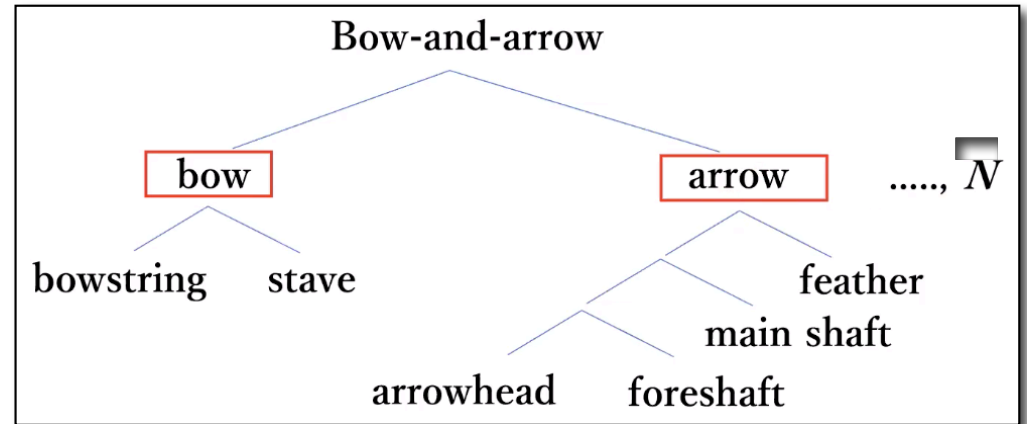 Bow-and-arrow
bow arrow ....., N
bowstring stave feather
main shaft
arrowhead foreshaft